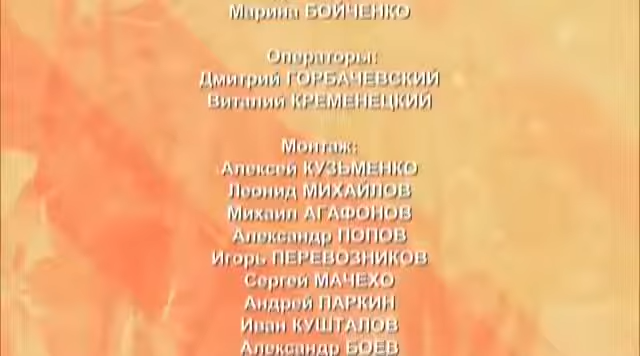 Марина БОЙЧЕНКО
Операторы:
Дмитрий ГОРБАЧЕВСКИЙ
Виталий КРЕМЕНЕЦКИЙ
Монтаж:
Алексей КУЗЬМЕНКО
Леонид МИХАЙЛОВ
Михаил АГАФОНОВ
Александр ПОПОВ
Игорь ПЕРЕВОЗНИКОВ
Сергей МАЧЕХО
Андрей ПАРКИН
Иван КУШТАЛОВ
Александр БОЕВ